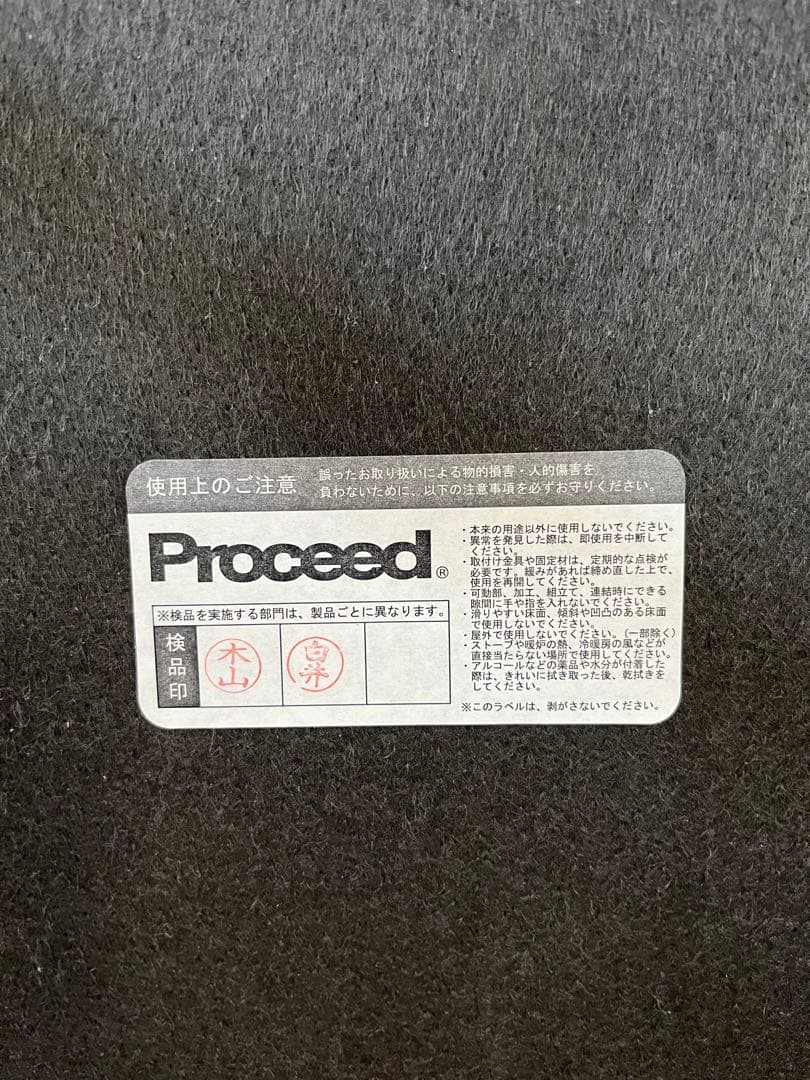 使用上のご注意
誤ったお取り扱いによる物的損害・人的傷害を
負わないために、以下の注意事項を必ずお守りください。
Proceed®
※検品を実施する部門は、製品ごとに異なります。
検品印
木山
白井
・本来の用途以外に使用しないでください。
・異常を発見した際は、即使用を中断して
ください。
・取付け金具や固定材は、定期的な点検が
必要です。緩みがあれば締め直した上で、
使用を再開してください。
・可動部、加工、組立て、連結時にできる
隙間に手や指を入れないでください。
・滑りやすい床面、傾斜や凹凸のある床面
で使用しないでください。
・屋外で使用しないでください。(一部除く)
・ストーブや暖炉の熱、冷暖房の風などが
直接当たらない場所で使用してください。
・アルコールなどの薬品や水分が付着した
際は、きれいに拭き取った後、乾拭きを
してください。
※このラベルは、剥がさないでください。